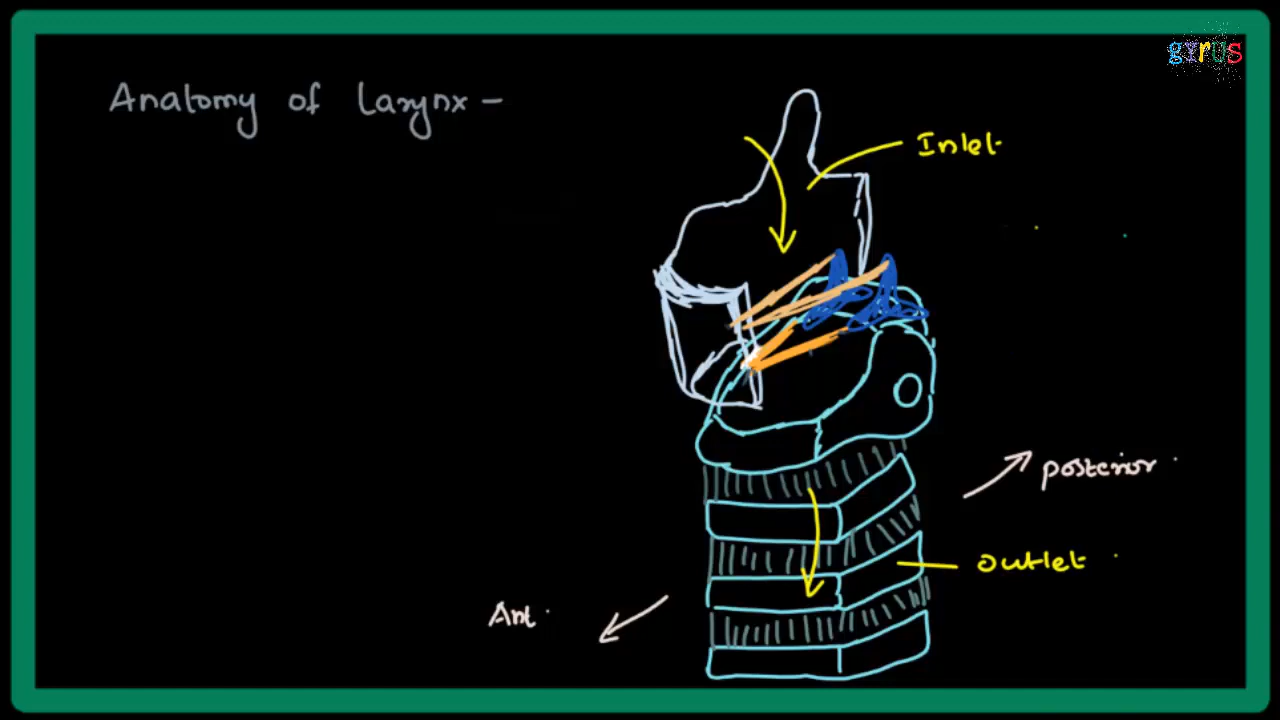 gyrus
Anatomy of Larynx -
Inlet
posterior
outlet
Ant.